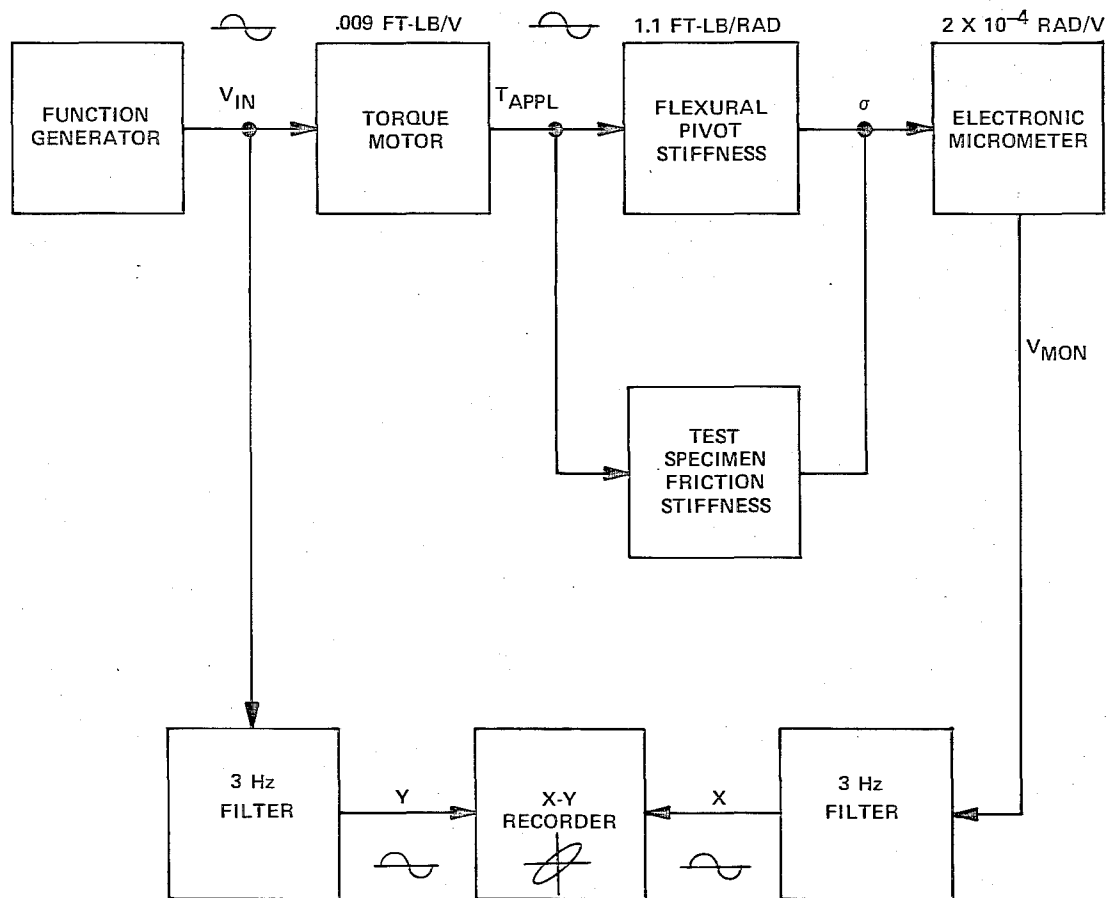 .009 FT-LB/V
1.1 FT-LB/RAD
2 X 10⁻⁴ RAD/V
FUNCTION
GENERATOR
V_IN
TORQUE
MOTOR
T_APPL
FLEXURAL
PIVOT
STIFFNESS
σ
ELECTRONIC
MICROMETER
V_MON
TEST
SPECIMEN
FRICTION
STIFFNESS
3 Hz
FILTER
Y
X-Y
RECORDER
X
3 Hz
FILTER